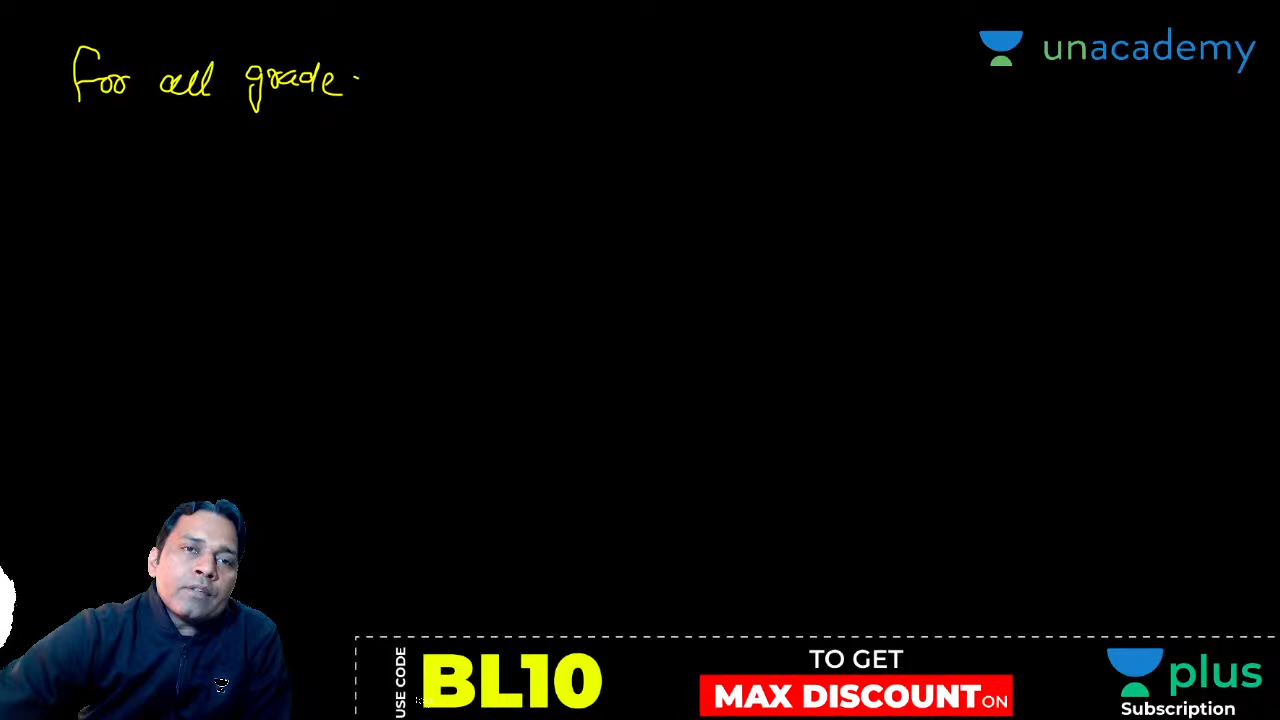 For all grade.
unacademy
USE CODE
BL10
TO GET
MAX DISCOUNT ON
plus
Subscription